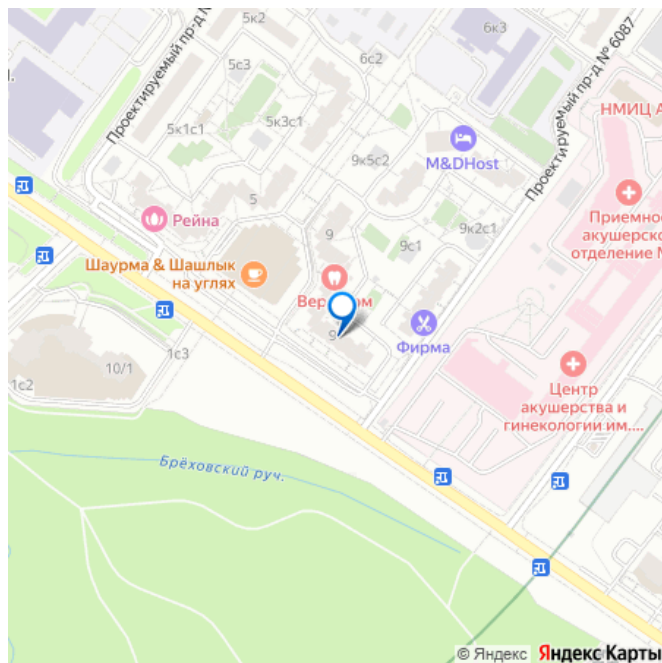 5к2
6к3
Проектируемый пр-д №
5с3
6с2
Проектируемый пр-д № 6087
НМИЦ А
5к1с1
5к3с1
9к5с2
M&DHost
5
Приемно
акушерско
отделение М
Рейна
9
9с1
9к2с1
Шаурма & Шашлык
на углях
Фирма
9
1с3
10/1
1с2
Центр
акушерства и
гинекологии им....
Брёховский руч.
© Яндекс Яндекс Карты